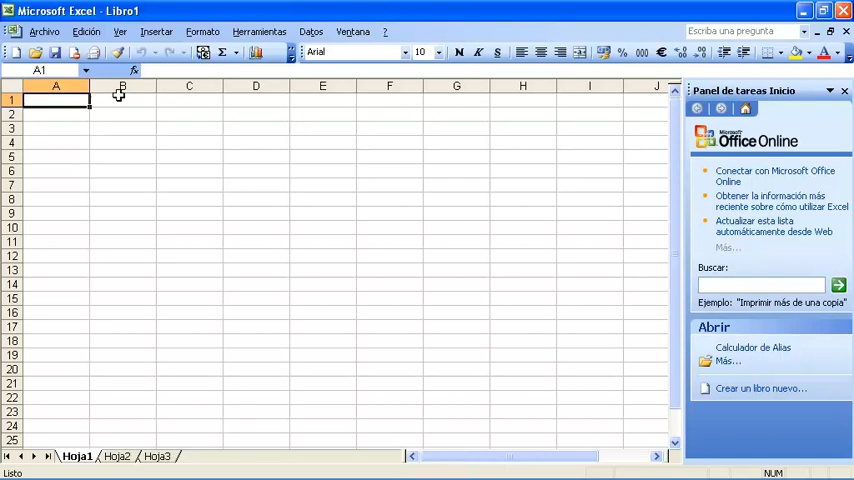 Microsoft Excel - Libro1
Archivo Edición Ver Insertar Formato Herramientas Datos Ventana ?
Escriba una pregunta
Σ Arial 10 N K S % 000 €
A1 fx
A B C D E F G H I J
1
2
3
4
5
6
7
8
9
10
11
12
13
14
15
16
17
18
19
20
21
22
23
24
25
Hoja1 Hoja2 Hoja3
Listo
NUM
Panel de tareas Inicio
Microsoft
Office Online
Conectar con Microsoft Office
Online
Obtener la información más
reciente sobre cómo utilizar Excel
Actualizar esta lista
automáticamente desde Web
Más...
Buscar:
Ejemplo: "Imprimir más de una copia"
Abrir
Calculador de Alias
Más...
Crear un libro nuevo...